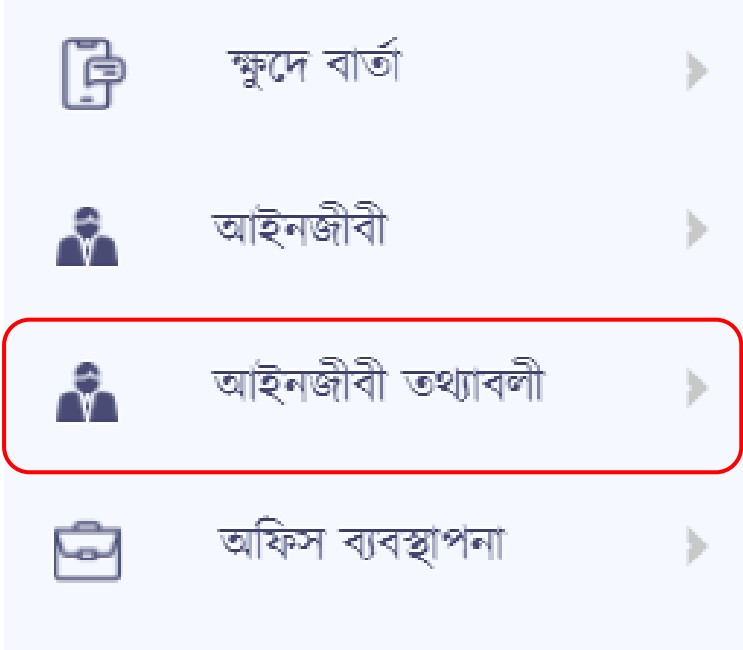 ক্ষুদে বার্তা
আইনজীবী
আইনজীবী তথ্যাবলী
অফিস ব্যবস্থাপনা